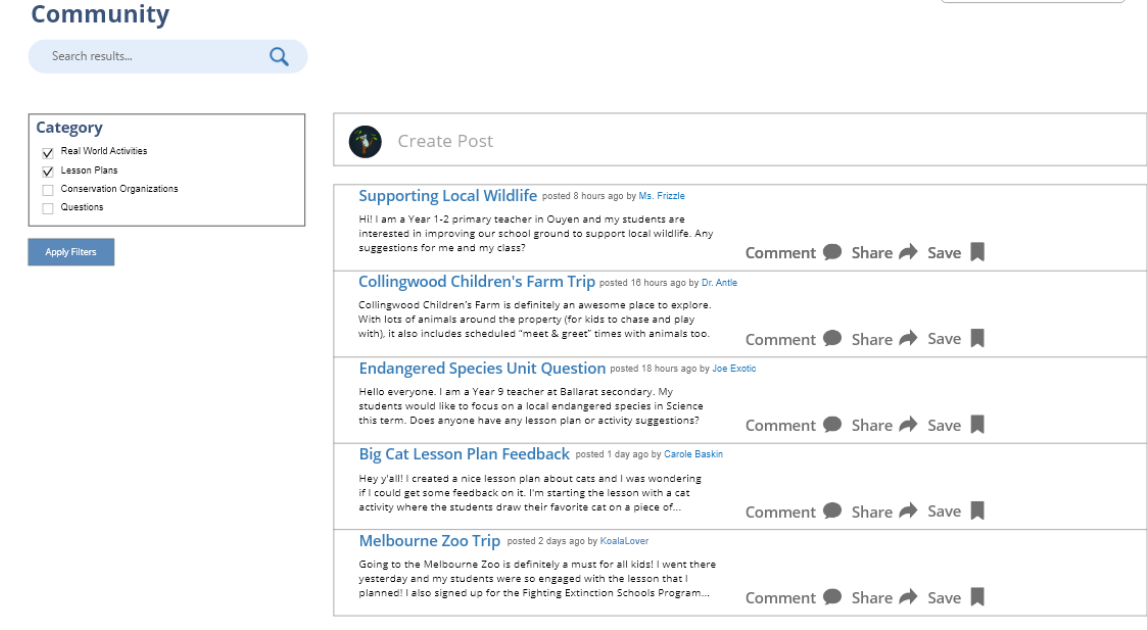 Community
Search results...
Category
Real World Activities
Lesson Plans
Conservation Organizations
Questions
Apply Filters
Create Post
Supporting Local Wildlife posted 8 hours ago by Ms. Frizzle
Hi! I am a Year 1-2 primary teacher in Ouyen and my students are
interested in improving our school ground to support local wildlife. Any
suggestions for me and my class?
Comment Share Save
Collingwood Children's Farm Trip posted 16 hours ago by Dr. Antle
Collingwood Children's Farm is definitely an awesome place to explore.
With lots of animals around the property (for kids to chase and play
with), it also includes scheduled "meet & greet" times with animals too.
Comment Share Save
Endangered Species Unit Question posted 18 hours ago by Joe Exotic
Hello everyone. I am a Year 9 teacher at Ballarat secondary. My
students would like to focus on a local endangered species in Science
this term. Does anyone have any lesson plan or activity suggestions?
Comment Share Save
Big Cat Lesson Plan Feedback posted 1 day ago by Carole Baskin
Hey y'all! I created a nice lesson plan about cats and I was wondering
if I could get some feedback on it. I'm starting the lesson with a cat
activity where the students draw their favorite cat on a piece of...
Comment Share Save
Melbourne Zoo Trip posted 2 days ago by KoalaLover
Going to the Melbourne Zoo is definitely a must for all kids! I went there
yesterday and my students were so engaged with the lesson that I
planned! I also signed up for the Fighting Extinction Schools Program...
Comment Share Save